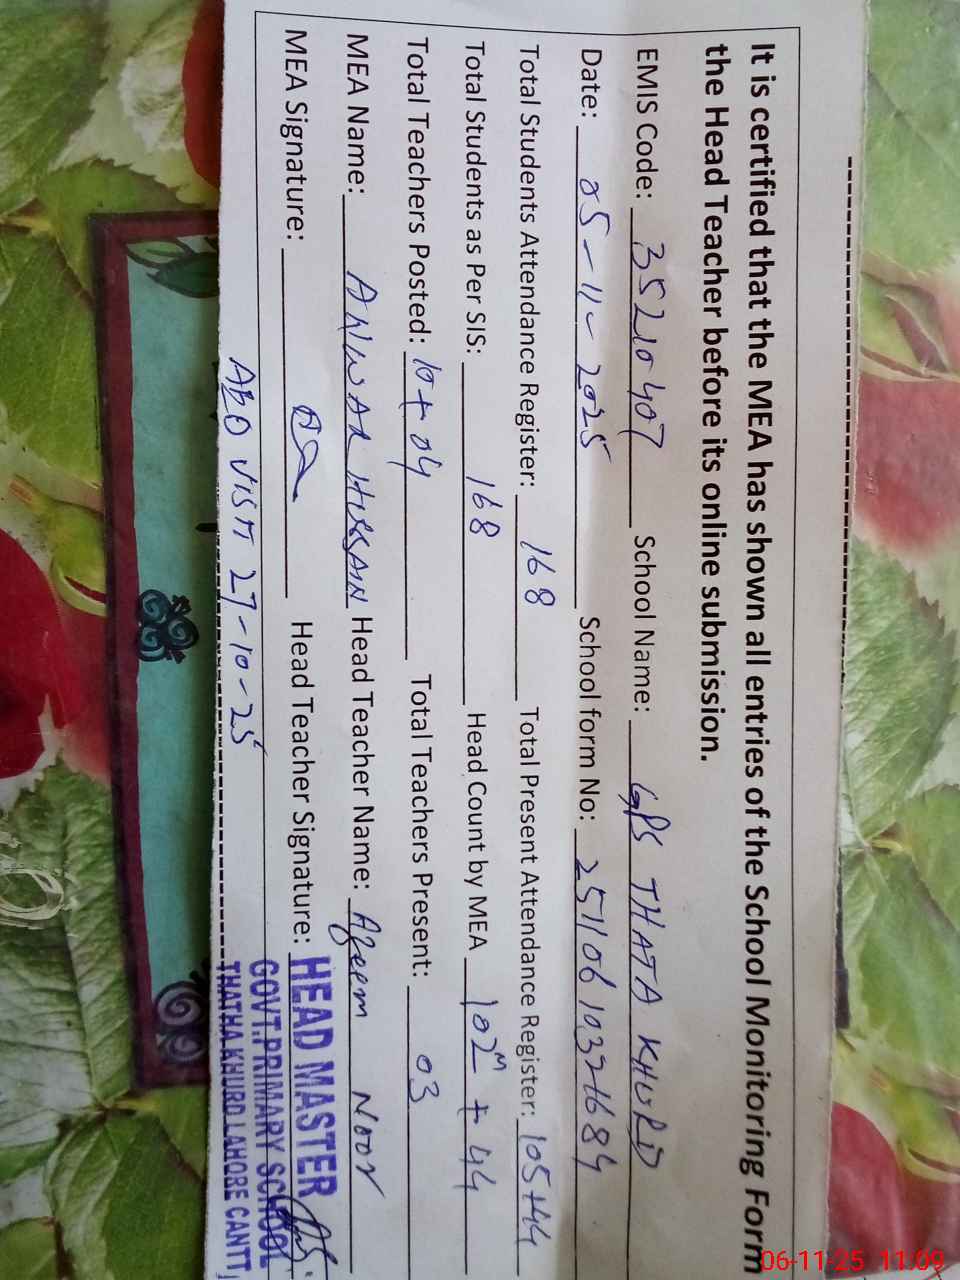 It is certified that the MEA has shown all entries of the School Monitoring Form
the Head Teacher before its online submission.
EMIS Code: 35210407 School Name: GPS THATA KHURD
Date: 05-11-2025 School form No: 2511061032-1684
Total Students Attendance Register: 168 Total Present Attendance Register: 105+44
Total Students as Per SIS: 168 Head Count by MEA 102 + 44
Total Teachers Posted: 10+04 Total Teachers Present: 03
MEA Name: ANWAR HUSSAIN Head Teacher Name: Azeem Noor
MEA Signature: Head Teacher Signature:
HEAD MASTER
GOVT.PRIMARY SCHOOL
THATHA KHURD LAHORE CANTT
AEO VISIT 27-10-25
06-11-25 11:09